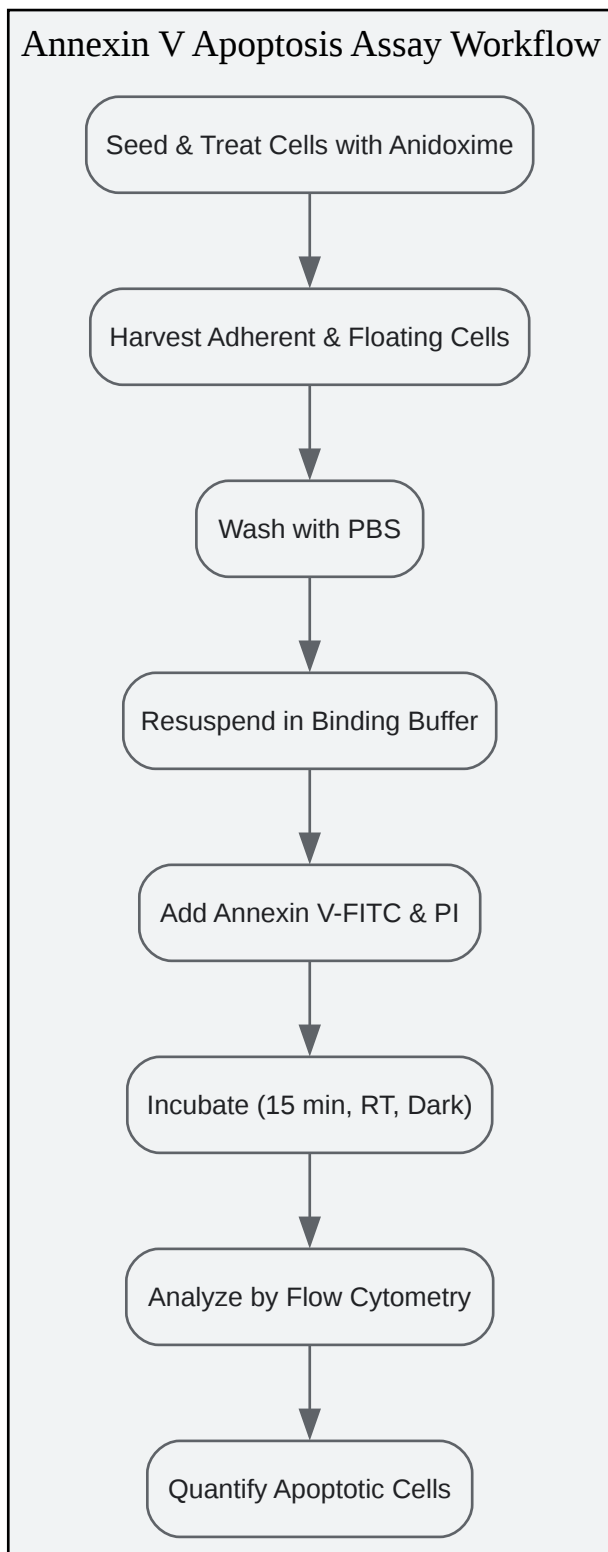 Annexin V Apoptosis Assay Workflow
Seed & Treat Cells with Anidoxime
Harvest Adherent & Floating Cells
Wash with PBS
Resuspend in Binding Buffer
Add Annexin V-FITC & PI
Incubate (15 min, RT, Dark)
Analyze by Flow Cytometry
Quantify Apoptotic Cells